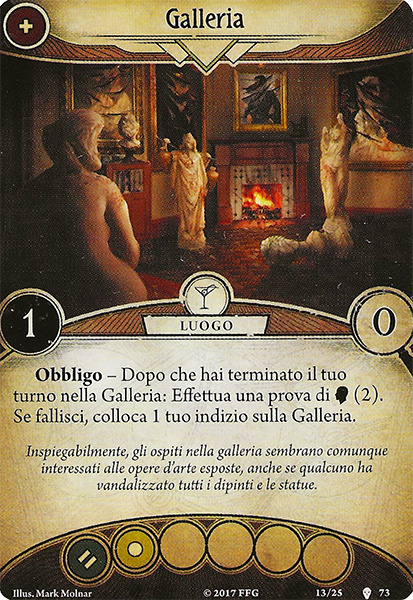 Galleria
1
LUOGO
0
Obbligo – Dopo che hai terminato il tuo
turno nella Galleria: Effettua una prova di (2).
Se fallisci, colloca 1 tuo indizio sulla Galleria.
Inspiegabilmente, gli ospiti nella galleria sembrano comunque
interessati alle opere d'arte esposte, anche se qualcuno ha
vandalizzato tutti i dipinti e le statue.
Illus. Mark Molnar
© 2017 FFG
13/25
73